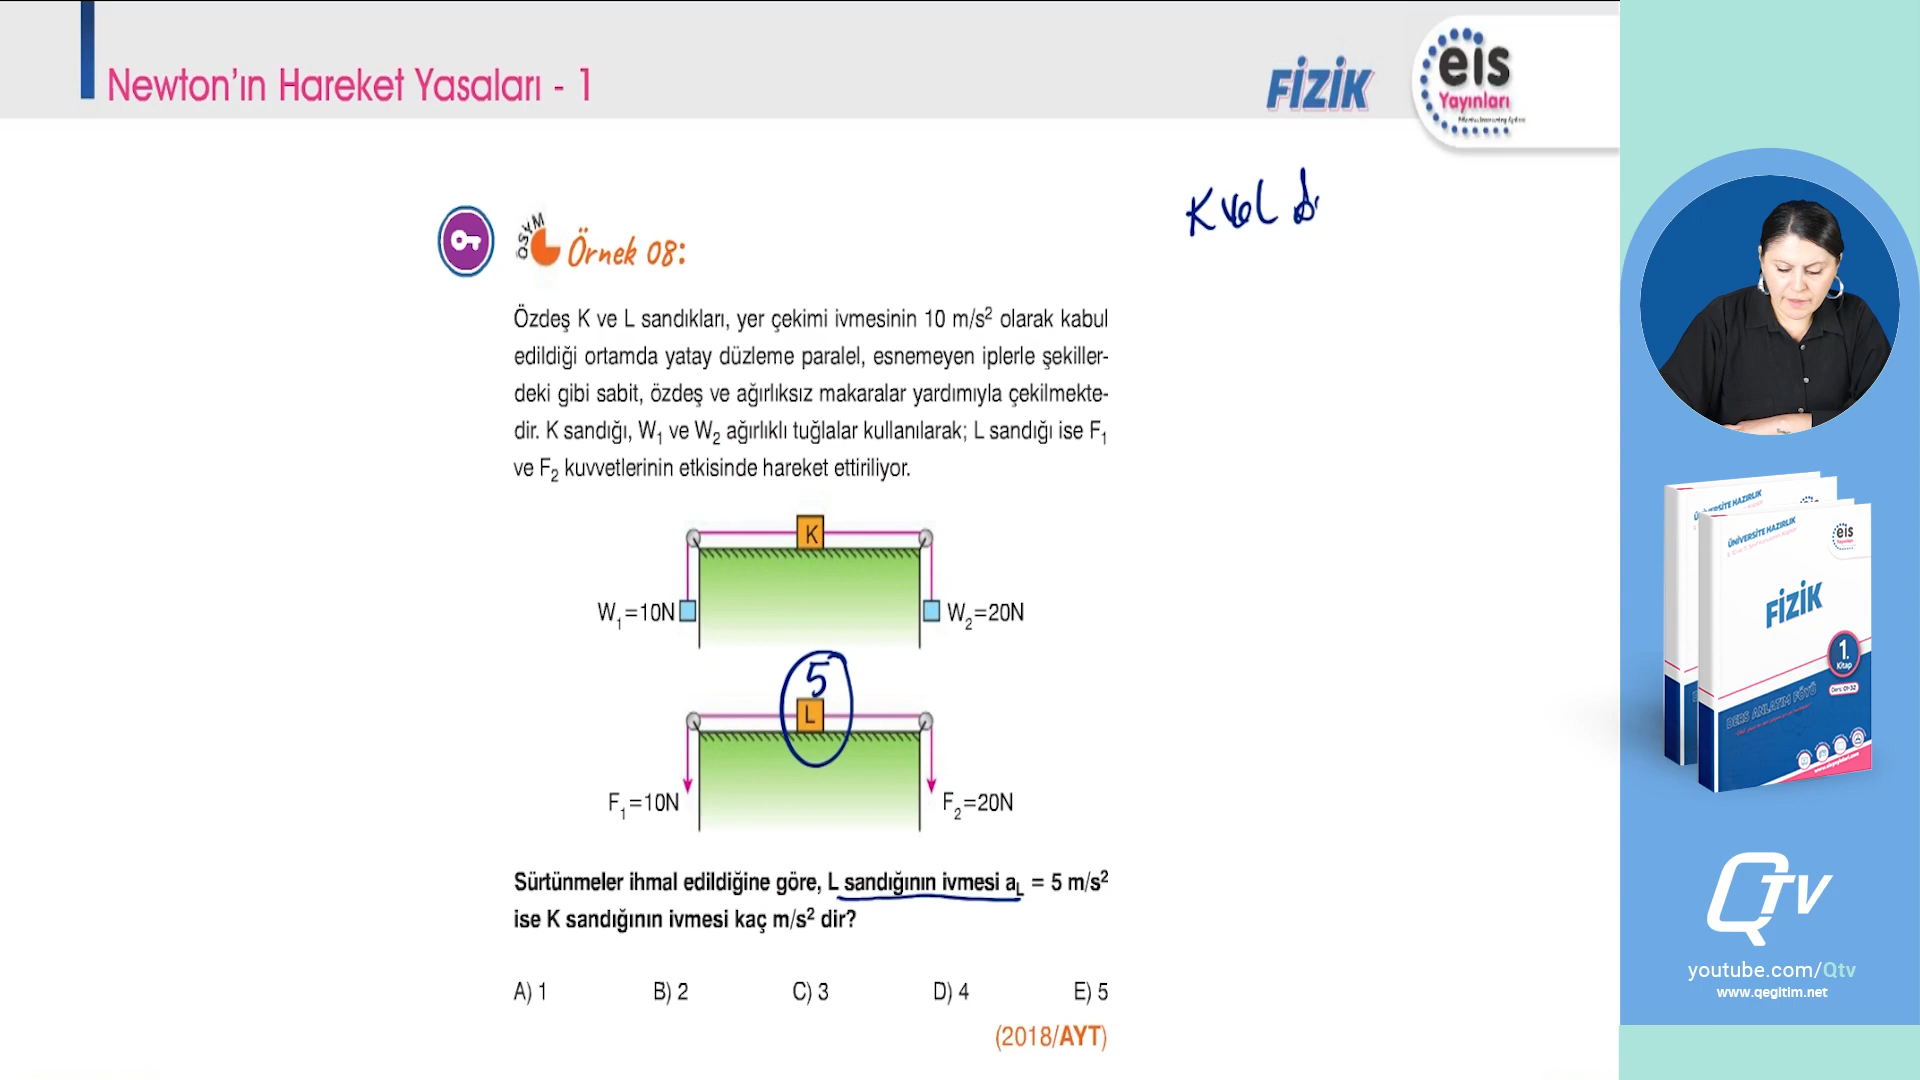 Newton'ın Hareket Yasaları - 1
FİZİK
eis
Yayınları
K ve L
ÖSYM
Örnek 08:
Özdeş K ve L sandıkları, yer çekimi ivmesinin 10 m/s² olarak kabul
edildiği ortamda yatay düzleme paralel, esnemeyen iplerle şekiller-
deki gibi sabit, özdeş ve ağırlıksız makaralar yardımıyla çekilmekte-
dir. K sandığı, W₁ ve W₂ ağırlıklı tuğlalar kullanılarak; L sandığı ise F₁
ve F₂ kuvvetlerinin etkisinde hareket ettiriliyor.
K
W₁=10N
W₂=20N
5
L
F₁=10N
F₂=20N
Sürtünmeler ihmal edildiğine göre, L sandığının ivmesi a_L = 5 m/s²
ise K sandığının ivmesi kaç m/s² dir?
A) 1 B) 2 C) 3 D) 4 E) 5
(2018/AYT)
ÜNİVERSİTE HAZIRLIK
eis
Yayınları
FİZİK
1.
Kitap
DERS ANLATIM FÖYÜ
QTV
youtube.com/Qtv
www.qegitim.net